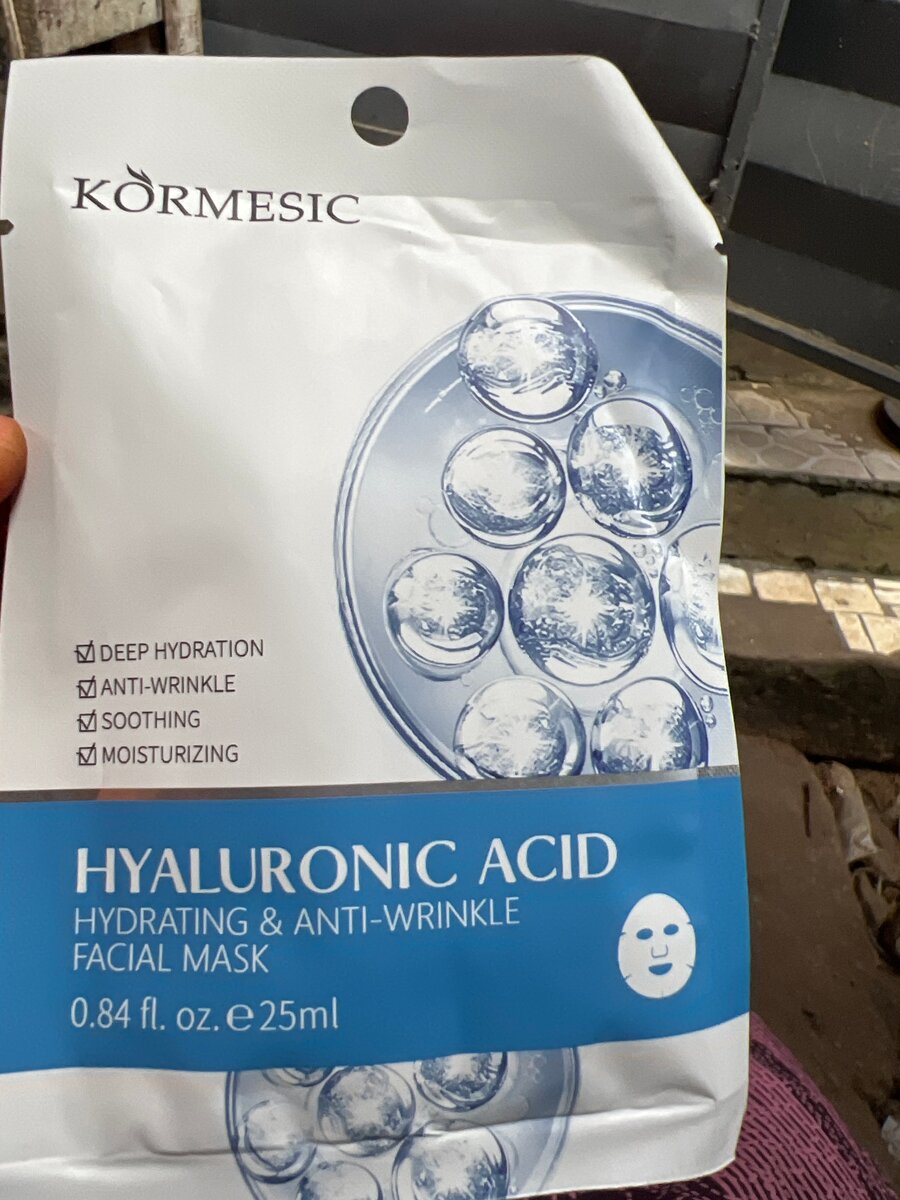 KORMESIC
DEEP HYDRATION
ANTI-WRINKLE
SOOTHING
MOISTURIZING
HYALURONIC ACID
HYDRATING & ANTI-WRINKLE
FACIAL MASK
0.84 fl. oz. ℮ 25ml